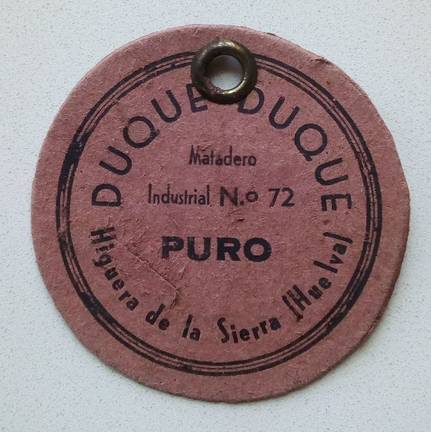 DUQUE DUQUE
Matadero
Industrial N.o 72
PURO
Higuera de la Sierra (Huelva)